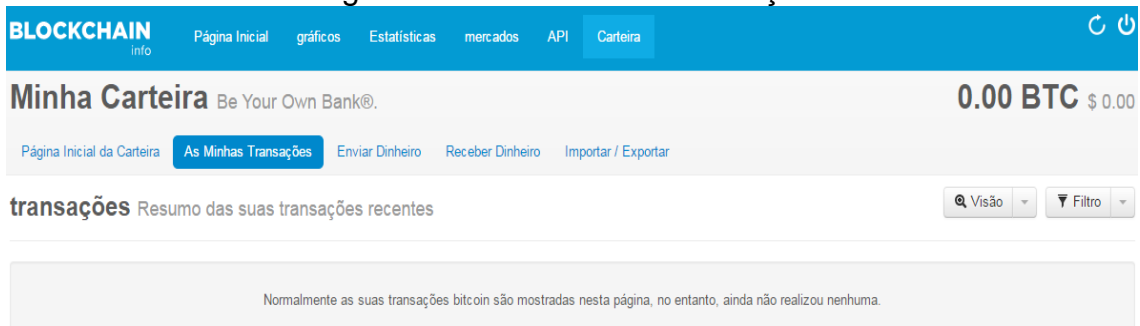 BLOCKCHAIN
info
Página Inicial gráficos Estatísticas mercados API Carteira
Minha Carteira Be Your Own Bank®. 0.00 BTC $ 0.00
Página Inicial da Carteira As Minhas Transações Enviar Dinheiro Receber Dinheiro Importar / Exportar
transações Resumo das suas transações recentes Visão Filtro
Normalmente as suas transações bitcoin são mostradas nesta página, no entanto, ainda não realizou nenhuma.